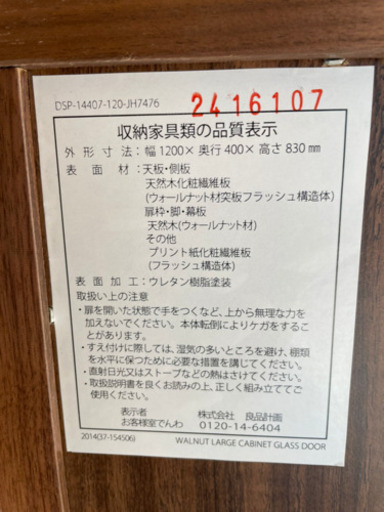 DSP-14407-120-JH7476
2416107
収納家具類の品質表示
外形寸法:幅1200×奥行400×高さ830mm
表面材:天板・側板
天然木化粧繊維板
(ウォールナット材突板フラッシュ構造体)
扉枠・脚・幕板
天然木(ウォールナット材)
その他
プリント紙化粧繊維板
(フラッシュ構造体)
表面加工:ウレタン樹脂塗装
取扱い上の注意
・扉を開いた状態で手をつくなど、上から無理な力を
加えないでください。本体転倒によりケガをするこ
とがあります。
・すえ付けに際しては、湿気の多いところを避け、棚類
を水平に保つために必要な措置を講じてください。
・直射日光又はストーブなどの熱はさけてください。
・取扱説明書を良くお読みの上、正しく組み立ててご
使用ください。
表示者 株式会社 良品計画
お客様室でんわ 0120-14-6404
2014(37-154506) WALNUT LARGE CABINET GLASS DOOR